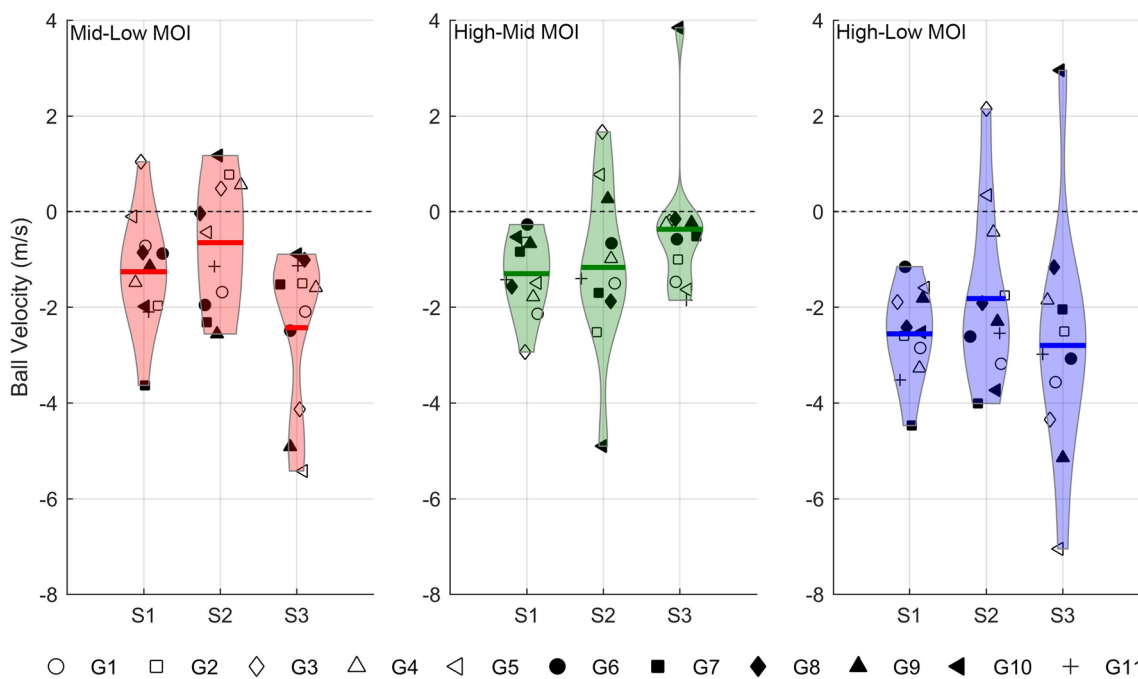 Mid-Low MOI
High-Mid MOI
High-Low MOI
Ball Velocity (m/s)
4
2
0
-2
-4
-6
-8
4
2
0
-2
-4
-6
-8
4
2
0
-2
-4
-6
-8
S1 S2 S3
S1 S2 S3
S1 S2 S3
G1 G2 G3 G4 G5 G6 G7 G8 G9 G10 G11